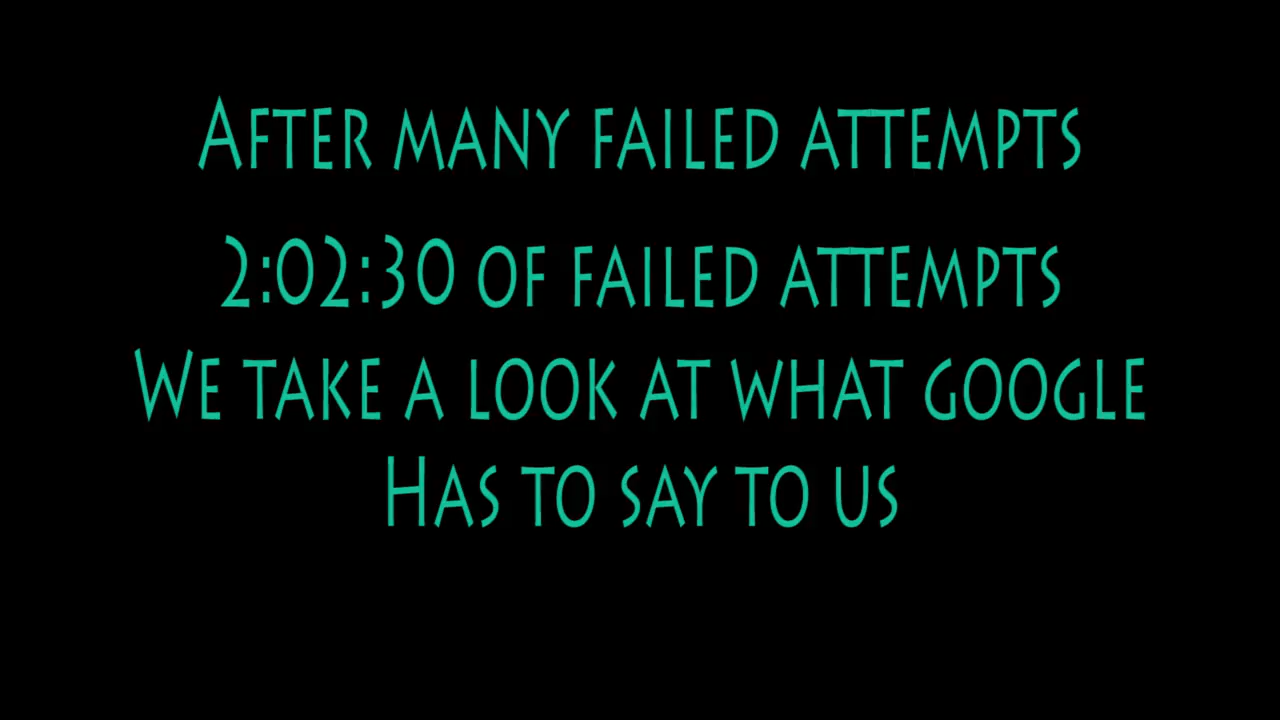 After many failed attempts
2:02:30 of failed attempts
We take a look at what google
Has to say to us